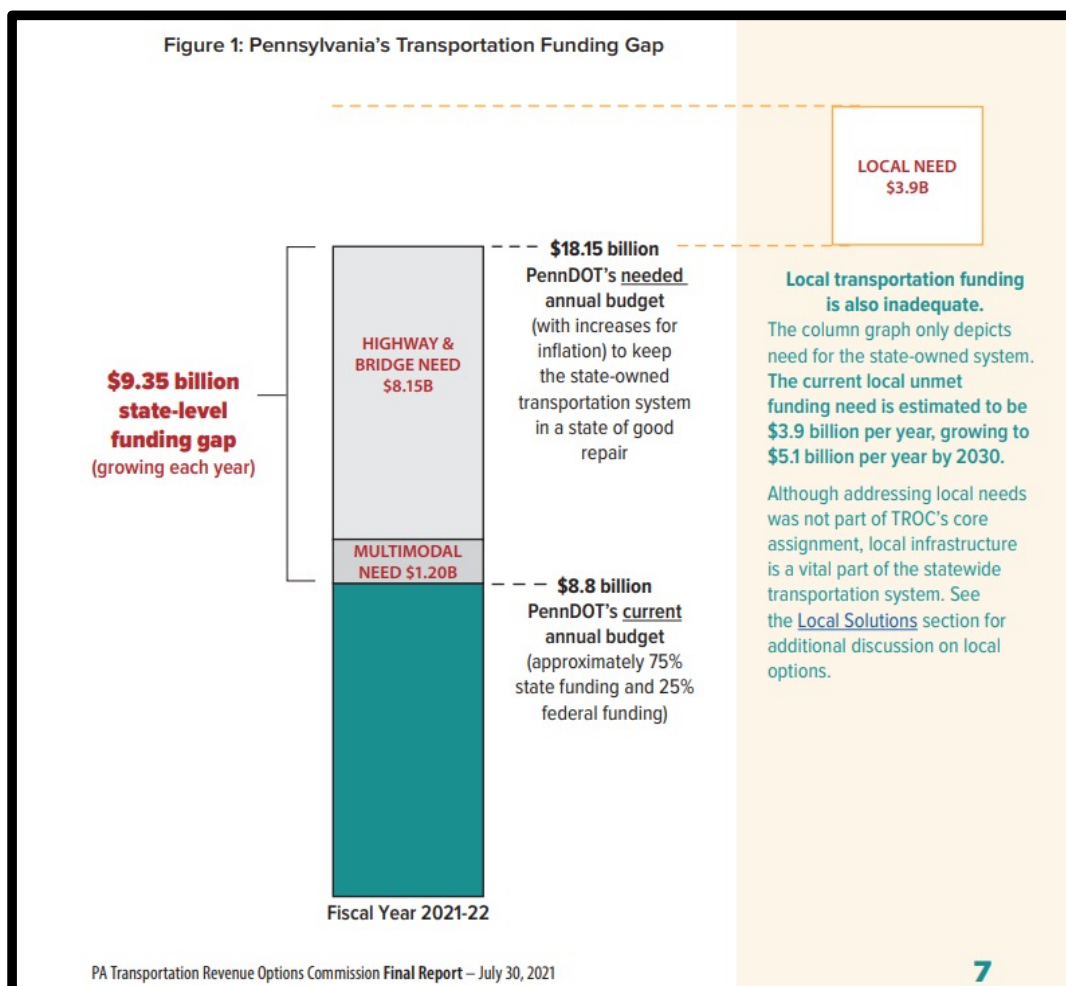 Figure 1: Pennsylvania's Transportation Funding Gap
LOCAL NEED
$3.9B
$18.15 billion
PennDOT's needed
annual budget
(with increases for
inflation) to keep
the state-owned
transportation system
in a state of good
repair
HIGHWAY &
BRIDGE NEED
$8.15B
$9.35 billion
state-level
funding gap
(growing each year)
MULTIMODAL
NEED $1.20B
$8.8 billion
PennDOT's current
annual budget
(approximately 75%
state funding and 25%
federal funding)
Fiscal Year 2021-22
Local transportation funding
is also inadequate.
The column graph only depicts
need for the state-owned system.
The current local unmet
funding need is estimated to be
$3.9 billion per year, growing to
$5.1 billion per year by 2030.
Although addressing local needs
was not part of TROC's core
assignment, local infrastructure
is a vital part of the statewide
transportation system. See
the Local Solutions section for
additional discussion on local
options.
PA Transportation Revenue Options Commission Final Report – July 30, 2021
7